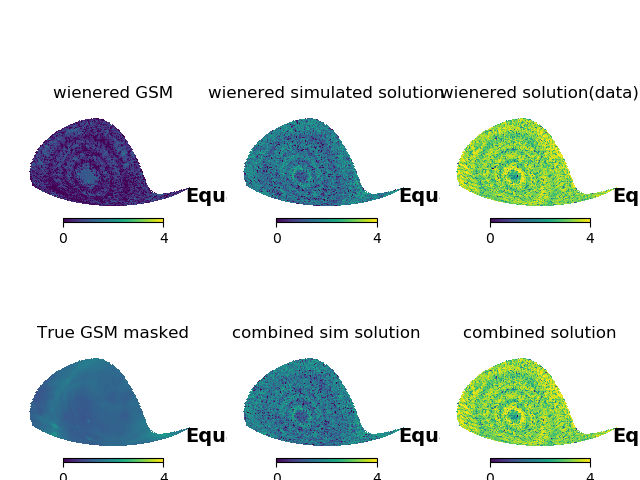 wienered GSM
wienered simulated solution
wienered solution(data)
Equ
Equ
Eq
0 4
0 4
0 4
True GSM masked
combined sim solution
combined solution
Equ
Equ
Eq
0 4
0 4
0 4